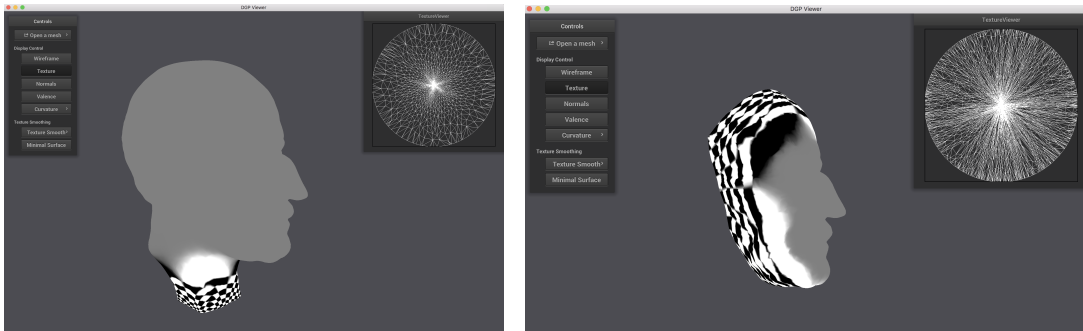 DGP Viewer
Controls
Open a mesh
Display Control
Wireframe
Texture
Normals
Valence
Curvature
Texture Smoothing
Texture Smooth
Minimal Surface
TextureViewer
DGP Viewer
Controls
Open a mesh
Display Control
Wireframe
Texture
Normals
Valence
Curvature
Texture Smoothing
Texture Smooth
Minimal Surface
TextureViewer